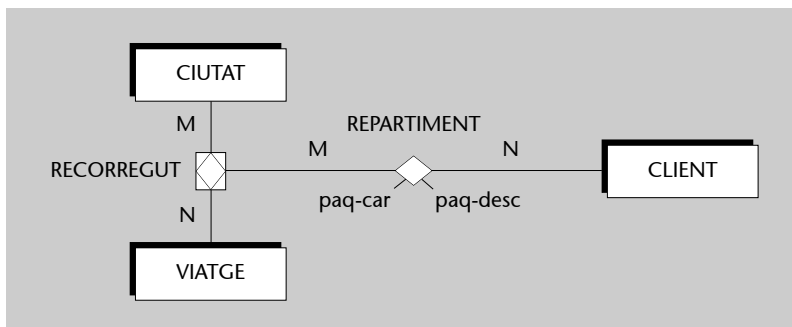 CIUTAT
M
REPARTIMENT
M
N
RECORREGUT
CLIENT
paq-car
paq-desc
N
VIATGE